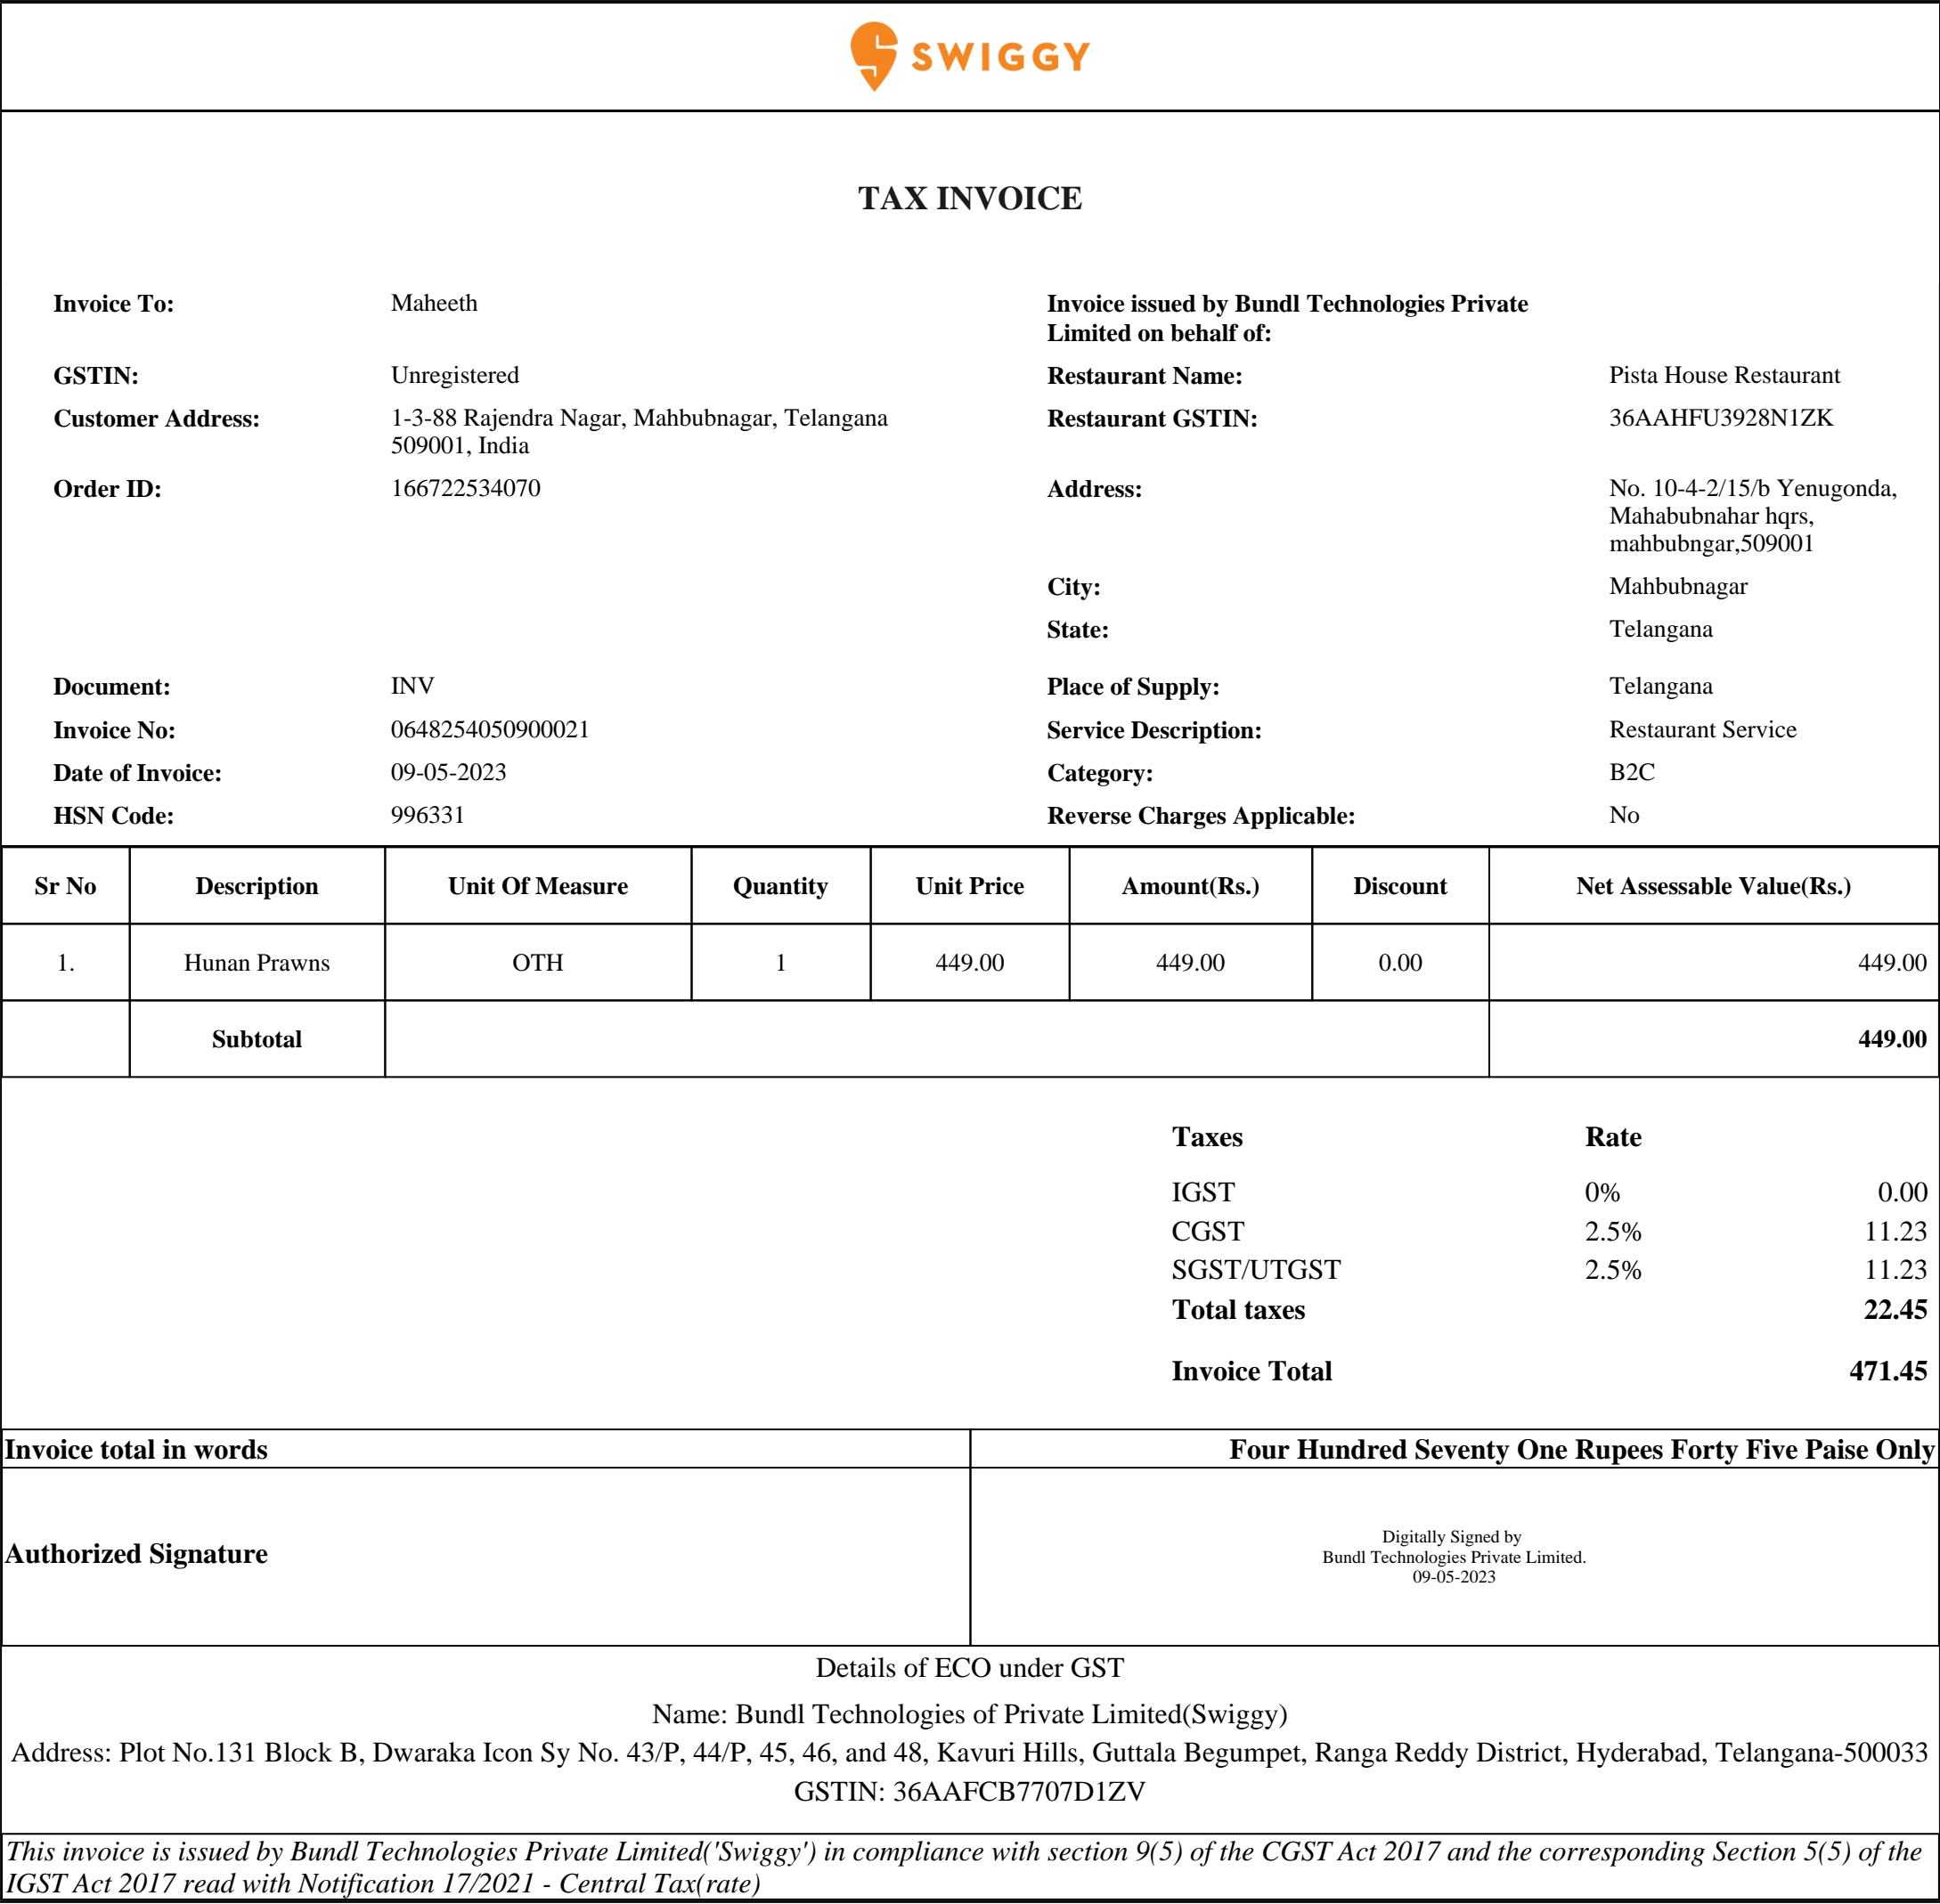 SWIGGY
TAX INVOICE
Invoice To: Maheeth Invoice issued by Bundl Technologies Private
Limited on behalf of:
GSTIN: Unregistered Restaurant Name: Pista House Restaurant
Customer Address: 1-3-88 Rajendra Nagar, Mahbubnagar, Telangana Restaurant GSTIN: 36AAHFU3928N1ZK
509001, India
Order ID: 166722534070 Address: No. 10-4-2/15/b Yenugonda,
Mahabubnahar hqrs,
mahbubngar,509001
City: Mahbubnagar
State: Telangana
Document: INV Place of Supply: Telangana
Invoice No: 0648254050900021 Service Description: Restaurant Service
Date of Invoice: 09-05-2023 Category: B2C
HSN Code: 996331 Reverse Charges Applicable: No
Sr No Description Unit Of Measure Quantity Unit Price Amount(Rs.) Discount Net Assessable Value(Rs.)
1. Hunan Prawns OTH 1 449.00 449.00 0.00 449.00
Subtotal 449.00
Taxes Rate
IGST 0% 0.00
CGST 2.5% 11.23
SGST/UTGST 2.5% 11.23
Total taxes 22.45
Invoice Total 471.45
Invoice total in words Four Hundred Seventy One Rupees Forty Five Paise Only
Digitally Signed by
Authorized Signature Bundl Technologies Private Limited.
09-05-2023
Details of ECO under GST
Name: Bundl Technologies of Private Limited(Swiggy)
Address: Plot No.131 Block B, Dwaraka Icon Sy No. 43/P, 44/P, 45, 46, and 48, Kavuri Hills, Guttala Begumpet, Ranga Reddy District, Hyderabad, Telangana-500033
GSTIN: 36AAFCB7707D1ZV
This invoice is issued by Bundl Technologies Private Limited('Swiggy') in compliance with section 9(5) of the CGST Act 2017 and the corresponding Section 5(5) of the
IGST Act 2017 read with Notification 17/2021 - Central Tax(rate)